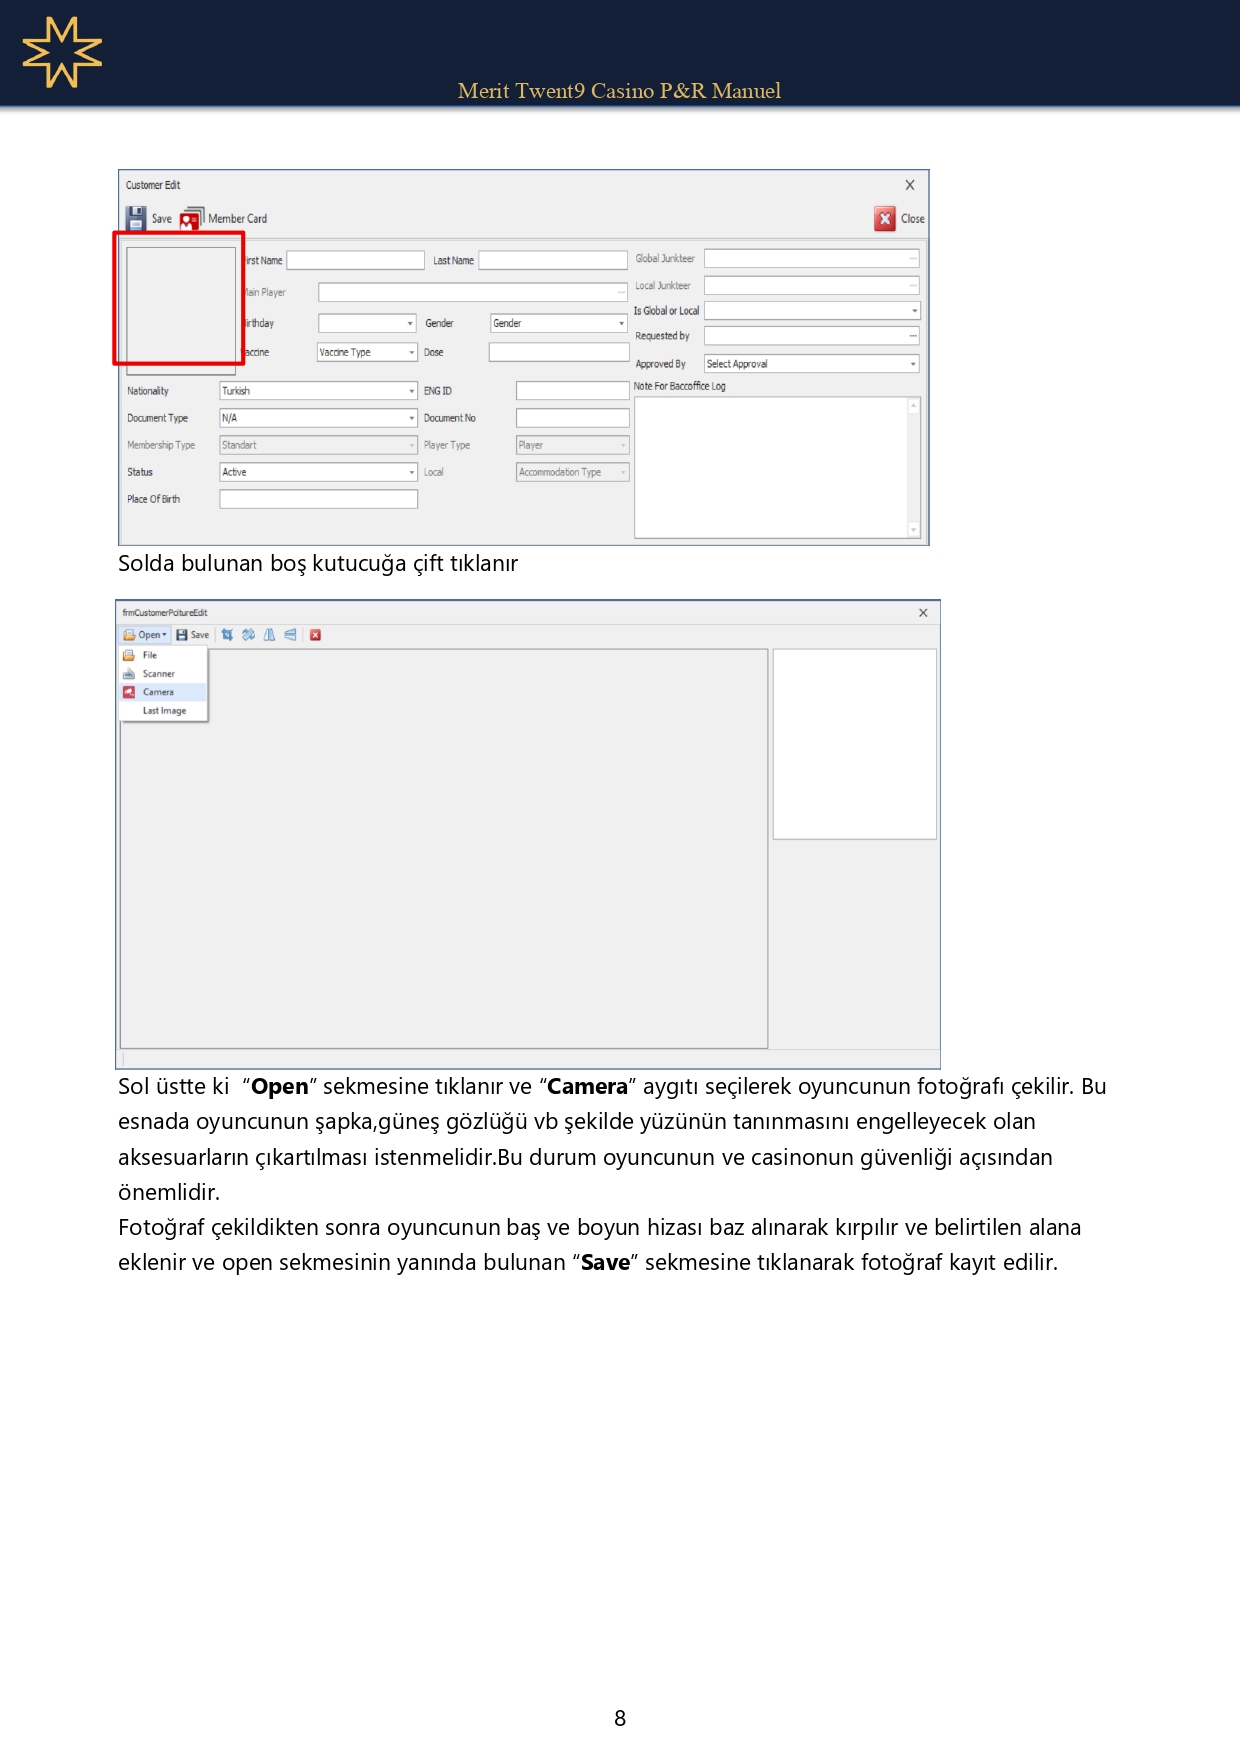 Merit Twent9 Casino P&R Manuel
Customer Edit
Save Member Card Close
First Name Last Name Global Junkteer
Main Player Local Junkteer
Is Global or Local
Birthday Gender Gender
Requested by
Vaccine Vaccine Type Dose
Approved By Select Approval
Nationality Turkish ENG ID Note For Baccoffice Log
Document Type N/A Document No
Membership Type Standart Player Type Player
Status Active Local Accommodation Type
Place Of Birth
Solda bulunan boş kutucuğa çift tıklanır
frmCustomerPcitureEdit
Open Save
File
Scanner
Camera
Last Image
Sol üstte ki “Open” sekmesine tıklanır ve “Camera” aygıtı seçilerek oyuncunun fotoğrafı çekilir. Bu
esnada oyuncunun şapka,güneş gözlüğü vb şekilde yüzünün tanınmasını engelleyecek olan
aksesuarların çıkartılması istenmelidir.Bu durum oyuncunun ve casinonun güvenliği açısından
önemlidir.
Fotoğraf çekildikten sonra oyuncunun baş ve boyun hizası baz alınarak kırpılır ve belirtilen alana
eklenir ve open sekmesinin yanında bulunan “Save” sekmesine tıklanarak fotoğraf kayıt edilir.
8